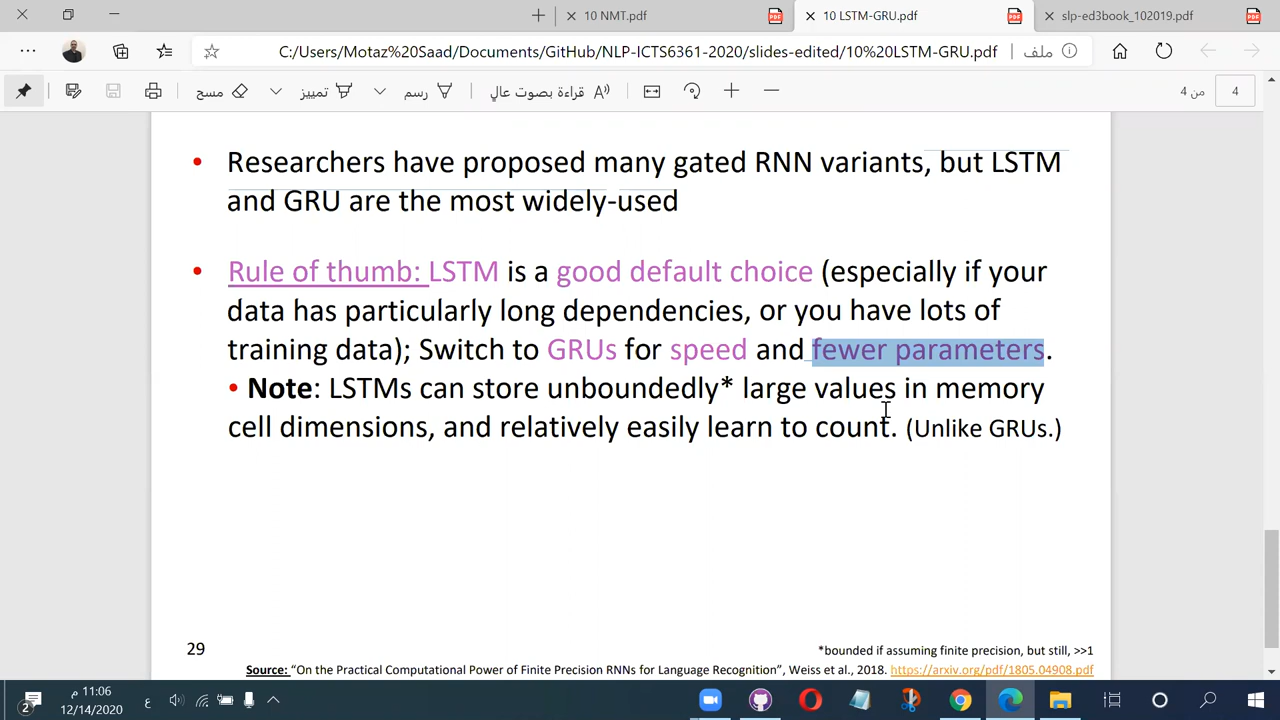 10 NMT.pdf
10 LSTM-GRU.pdf
slp-ed3book_102019.pdf
C:/Users/Motaz%20Saad/Documents/GitHub/NLP-ICTS6361-2020/slides-edited/10%20LSTM-GRU.pdf
ملف
مسح
تمييز
رسم
قراءة بصوت عالٍ
4 من 4
• Researchers have proposed many gated RNN variants, but LSTM
and GRU are the most widely-used
• Rule of thumb: LSTM is a good default choice (especially if your
data has particularly long dependencies, or you have lots of
training data); Switch to GRUs for speed and fewer parameters.
• Note: LSTMs can store unboundedly* large values in memory
cell dimensions, and relatively easily learn to count. (Unlike GRUs.)
29
*bounded if assuming finite precision, but still, >>1
Source: “On the Practical Computational Power of Finite Precision RNNs for Language Recognition”, Weiss et al., 2018. https://arxiv.org/pdf/1805.04908.pdf
2
11:06 م
12/14/2020
ع